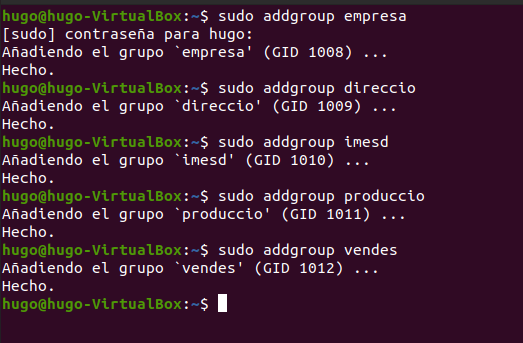 hugo@hugo-VirtualBox:~$ sudo addgroup empresa
[sudo] contraseña para hugo:
Añadiendo el grupo `empresa' (GID 1008) ...
Hecho.
hugo@hugo-VirtualBox:~$ sudo addgroup direccio
Añadiendo el grupo `direccio' (GID 1009) ...
Hecho.
hugo@hugo-VirtualBox:~$ sudo addgroup imesd
Añadiendo el grupo `imesd' (GID 1010) ...
Hecho.
hugo@hugo-VirtualBox:~$ sudo addgroup produccio
Añadiendo el grupo `produccio' (GID 1011) ...
Hecho.
hugo@hugo-VirtualBox:~$ sudo addgroup vendes
Añadiendo el grupo `vendes' (GID 1012) ...
Hecho.
hugo@hugo-VirtualBox:~$